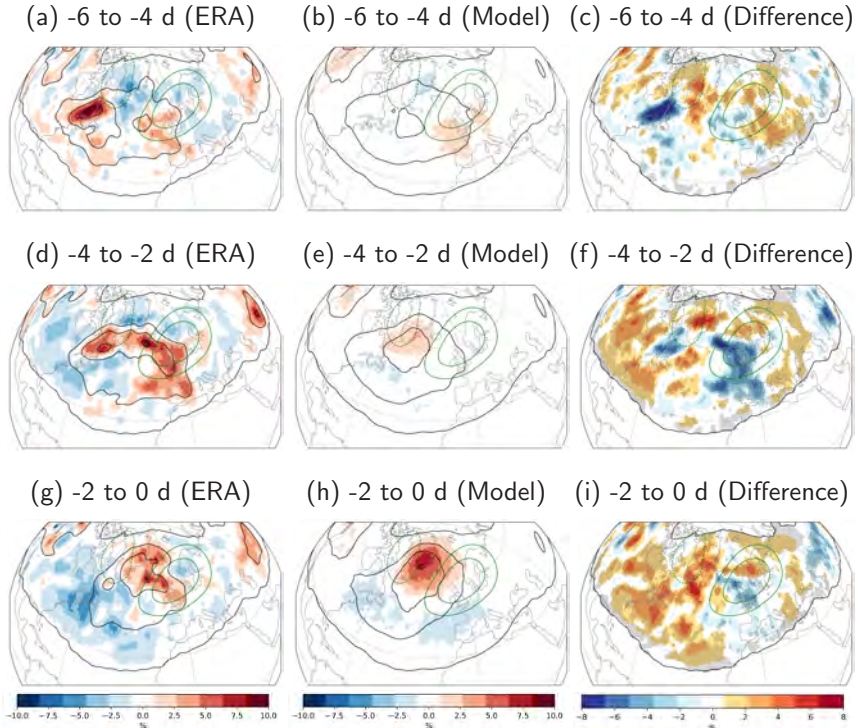 (a) -6 to -4 d (ERA) (b) -6 to -4 d (Model) (c) -6 to -4 d (Difference)
(d) -4 to -2 d (ERA) (e) -4 to -2 d (Model) (f) -4 to -2 d (Difference)
(g) -2 to 0 d (ERA) (h) -2 to 0 d (Model) (i) -2 to 0 d (Difference)
-10.0 -7.5 -5.0 -2.5 0.0 2.5 5.0 7.5 10.0 -10.0 -7.5 -5.0 -2.5 0.0 2.5 5.0 7.5 10.0 -8 -6 -4 -2 0 2 4 6 8
% % %